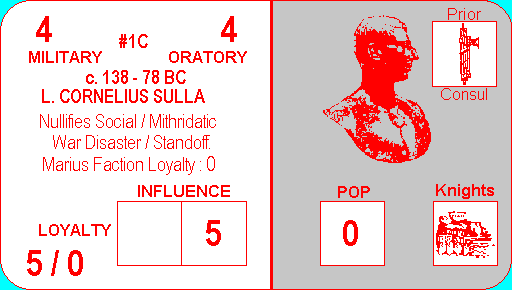 4
#1C
4
MILITARY
ORATORY
c. 138 - 78 BC
L. CORNELIUS SULLA
Nullifies Social / Mithridatic
War Disaster / Standoff.
Marius Faction Loyalty : 0
INFLUENCE
LOYALTY
5
5 / 0
Prior
Consul
POP
Knights
0